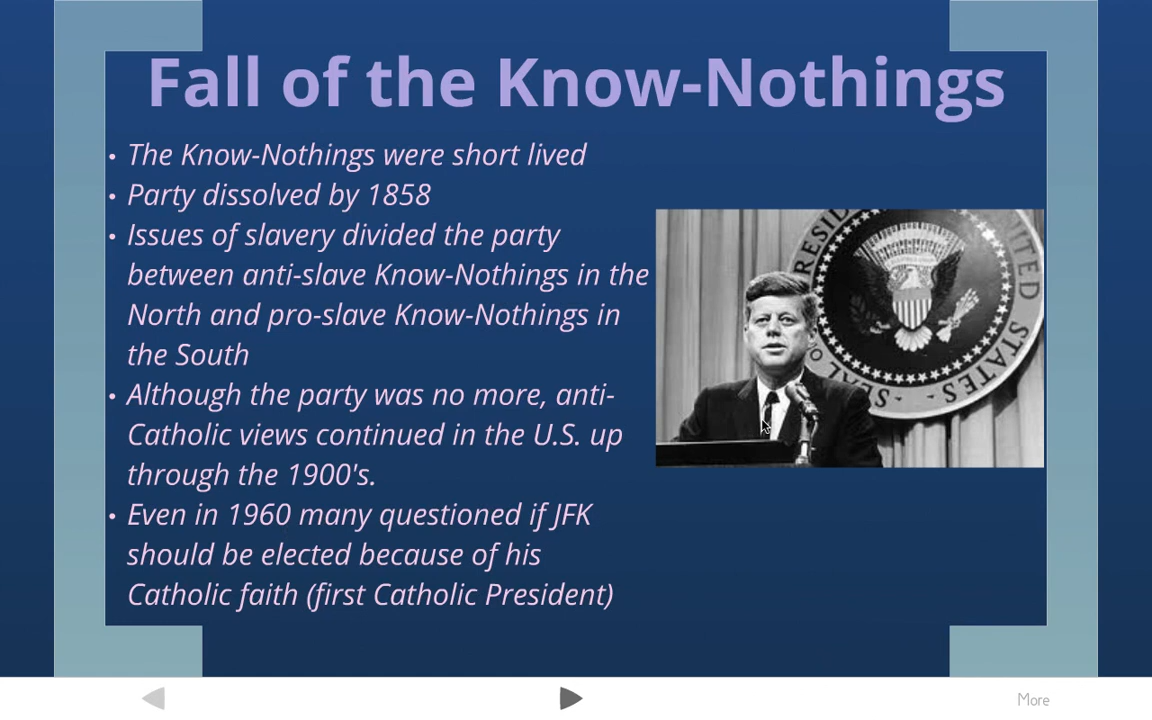 Fall of the Know-Nothings
• The Know-Nothings were short lived
• Party dissolved by 1858
• Issues of slavery divided the party
between anti-slave Know-Nothings in the
North and pro-slave Know-Nothings in
the South
• Although the party was no more, anti-
Catholic views continued in the U.S. up
through the 1900's.
• Even in 1960 many questioned if JFK
should be elected because of his
Catholic faith (first Catholic President)
SEAL
STATES
More